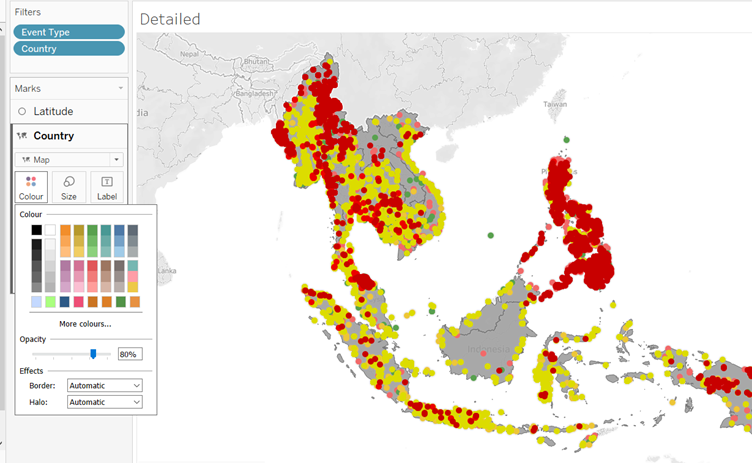 Filters
Event Type
Country
Marks
Latitude
Country
Map
Colour
Size
Label
Colour
More colours...
Opacity
80%
Effects
Border:
Automatic
Halo:
Automatic
Detailed
Nepal
Bhutan
Bangladesh
Taiwan
Lanka
Indonesia